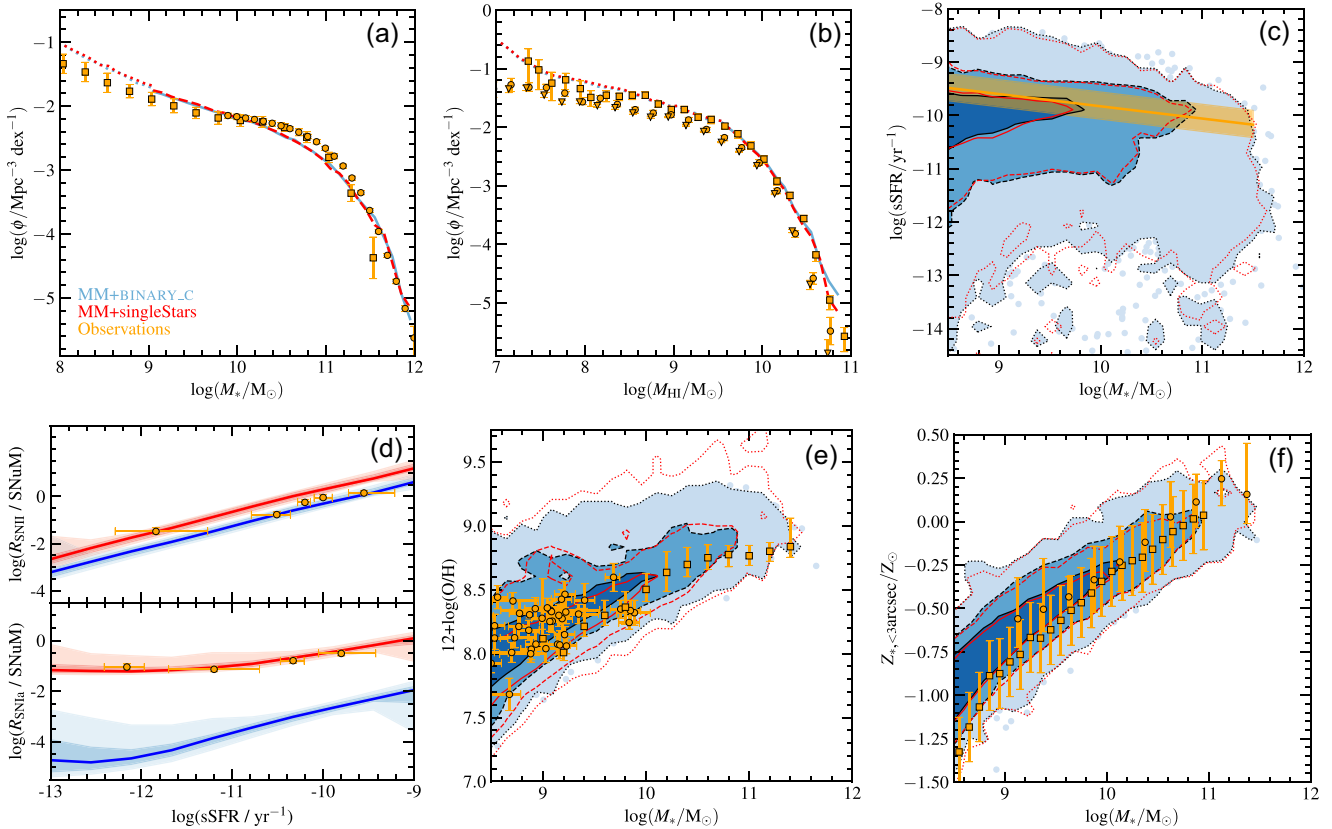 (a)
log(ϕ/Mpc⁻³ dex⁻¹)
−1
−2
−3
−4
−5
MM+BINARY_C
MM+singleStars
Observations
8 9 10 11 12
log(M*/M⊙)
(b)
log(ϕ/Mpc⁻³ dex⁻¹)
0
−1
−2
−3
−4
−5
7 8 9 10 11
log(M_HI/M⊙)
(c)
log(sSFR/yr⁻¹)
−8
−9
−10
−11
−12
−13
−14
9 10 11 12
log(M*/M⊙)
(d)
log(R_SNII / SNuM)
0
−2
−4
log(R_SNIa / SNuM)
0
−2
−4
-13 -12 -11 -10 -9
log(sSFR / yr⁻¹)
(e)
12+log(O/H)
9.5
9.0
8.5
8.0
7.5
7.0
9 10 11 12
log(M*/M⊙)
(f)
Z*,<3arcsec/Z⊙
0.50
0.25
0.00
−0.25
−0.50
−0.75
−1.00
−1.25
−1.50
9 10 11 12
log(M*/M⊙)